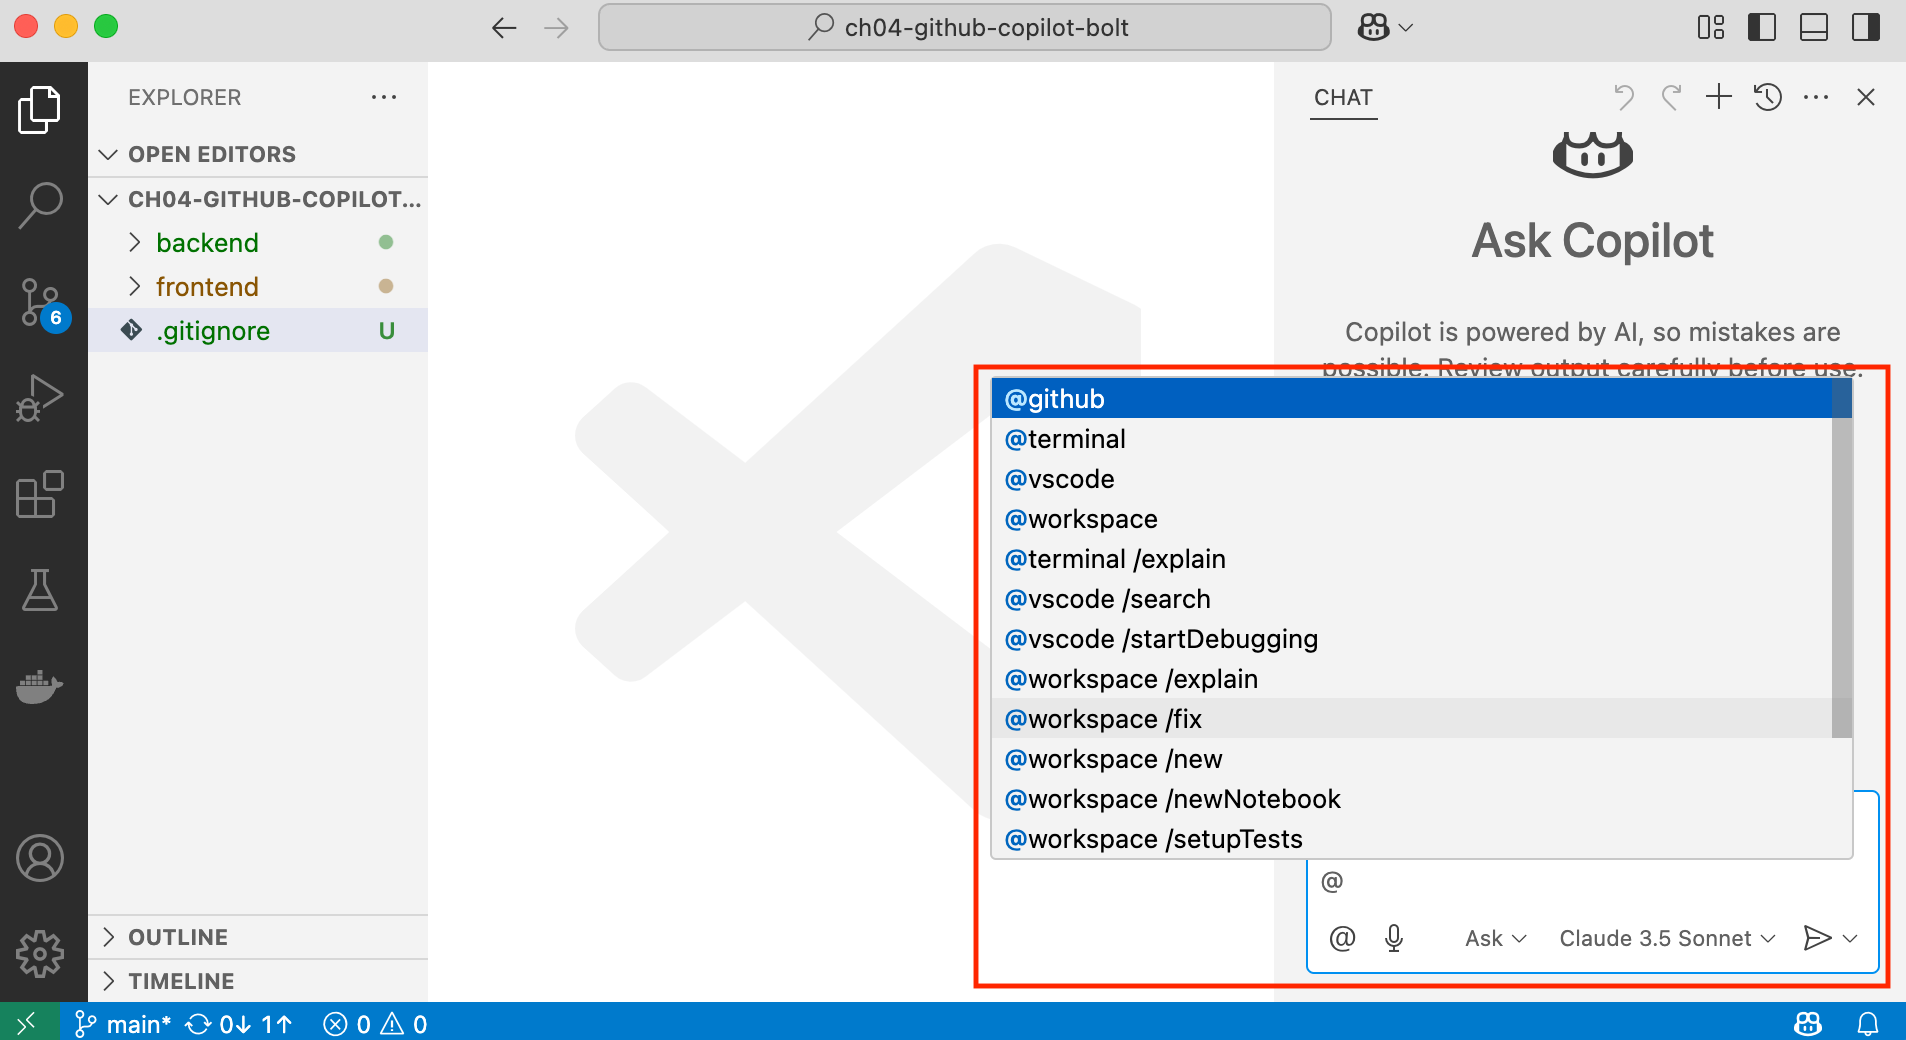 ch04-github-copilot-bolt
EXPLORER
OPEN EDITORS
CH04-GITHUB-COPILOT...
backend
frontend
.gitignore U
6
OUTLINE
TIMELINE
CHAT
Ask Copilot
Copilot is powered by AI, so mistakes are
possible. Review output carefully before use.
@github
@terminal
@vscode
@workspace
@terminal /explain
@vscode /search
@vscode /startDebugging
@workspace /explain
@workspace /fix
@workspace /new
@workspace /newNotebook
@workspace /setupTests
@
@ Ask Claude 3.5 Sonnet
main* 0↓ 1↑ 0 0